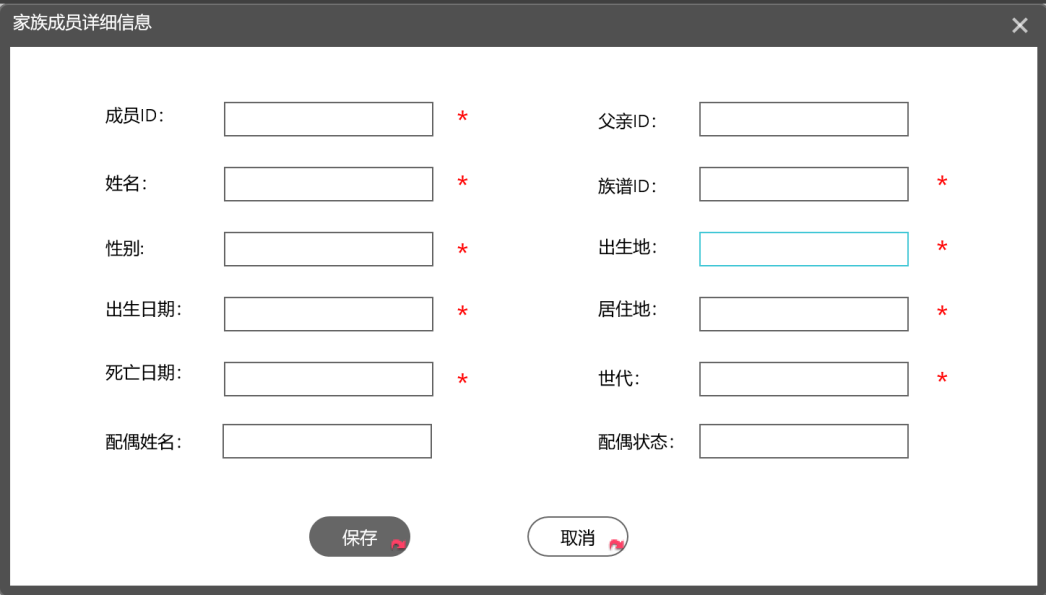 家族成员详细信息
成员ID： * 父亲ID：
姓名： * 族谱ID： *
性别: * 出生地： *
出生日期： * 居住地： *
死亡日期： * 世代： *
配偶姓名： 配偶状态：
保存 取消